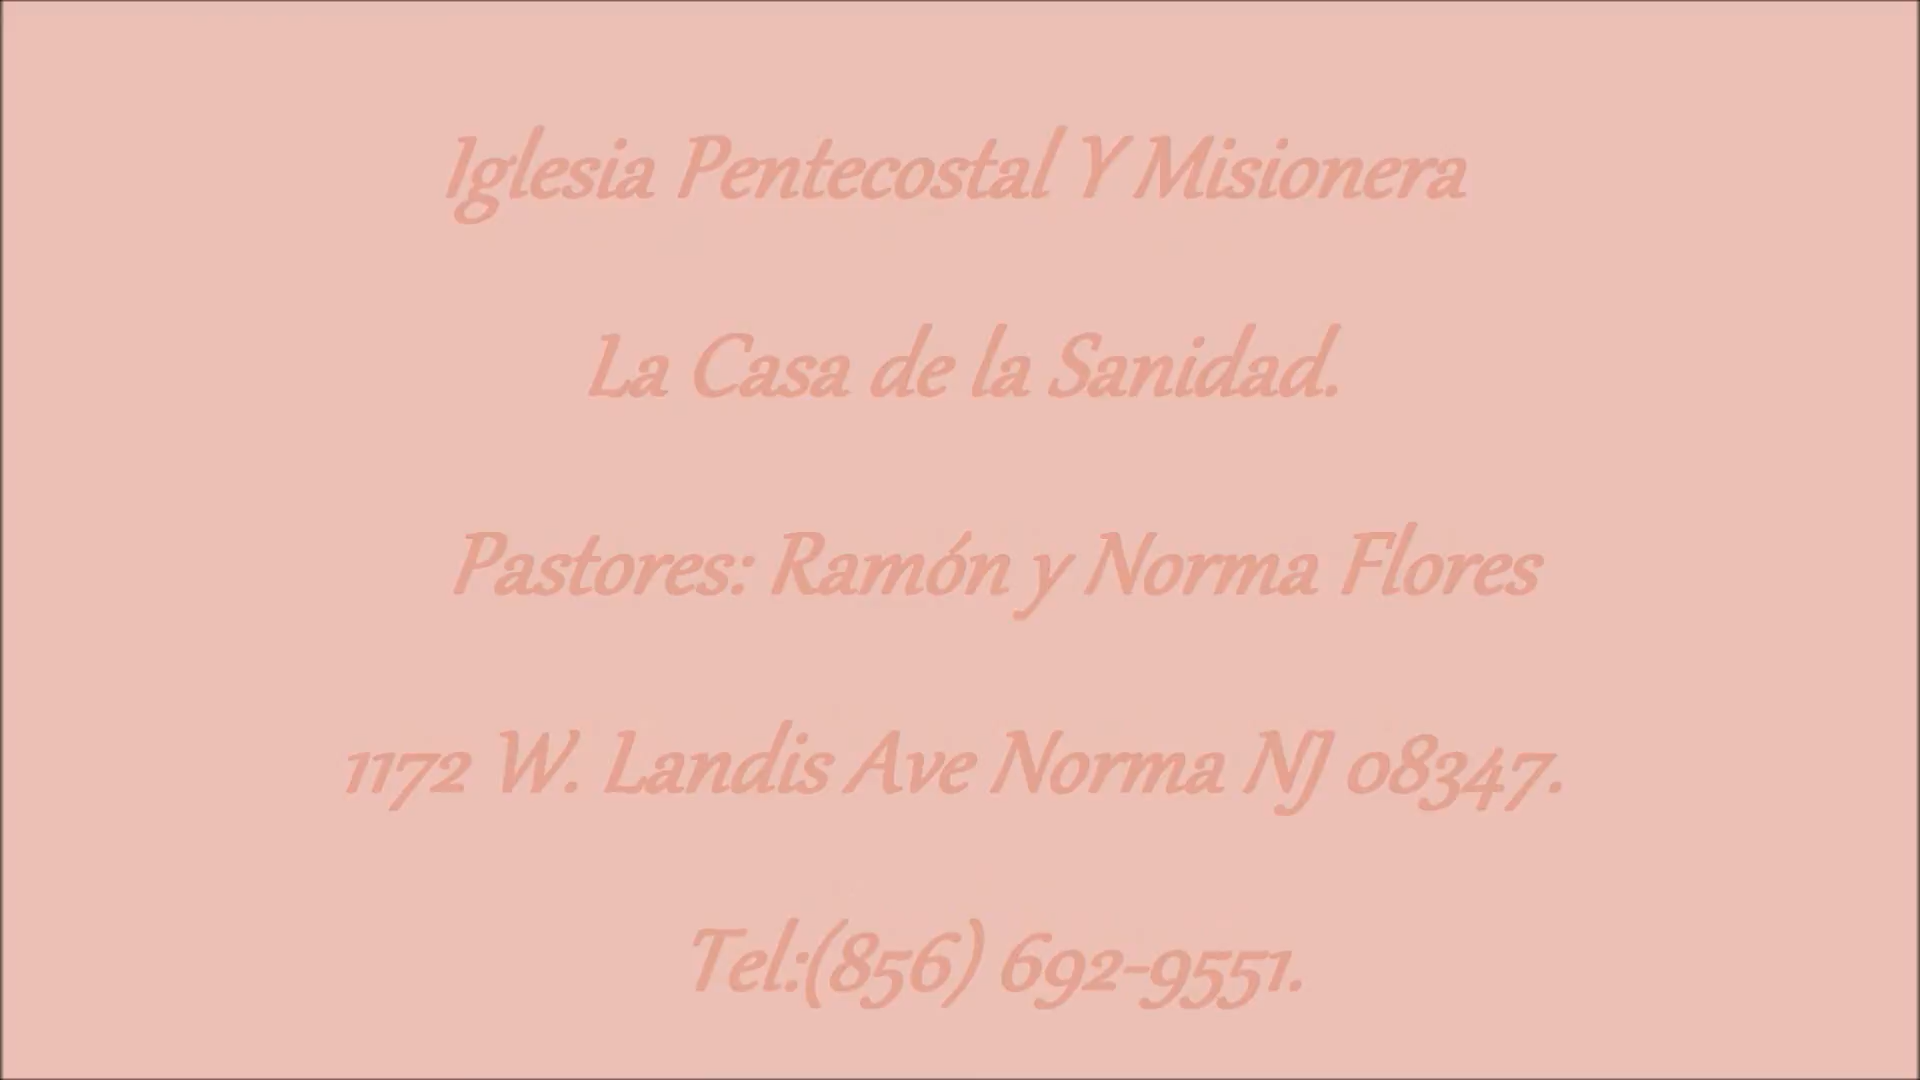 Iglesia Pentecostal Y Misionera
La Casa de la Sanidad.
Pastores: Ramón y Norma Flores
1172 W. Landis Ave Norma NJ 08347.
Tel:(856) 692-9551.